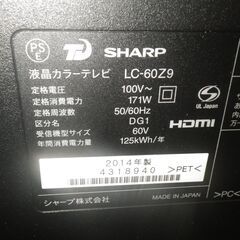 PS
E
SHARP
液晶カラーテレビ LC-60Z9
定格電圧: 100V~
定格消費電力: 171W
定格周波数: 50/60Hz
区分名: DG1
受信機型サイズ: 60V
年間消費電力量: 125kWh/年
UL Japan
HDMI
2014年製
4318940
>PET<
シャープ株式会社
MADE IN JAPAN
>PC+